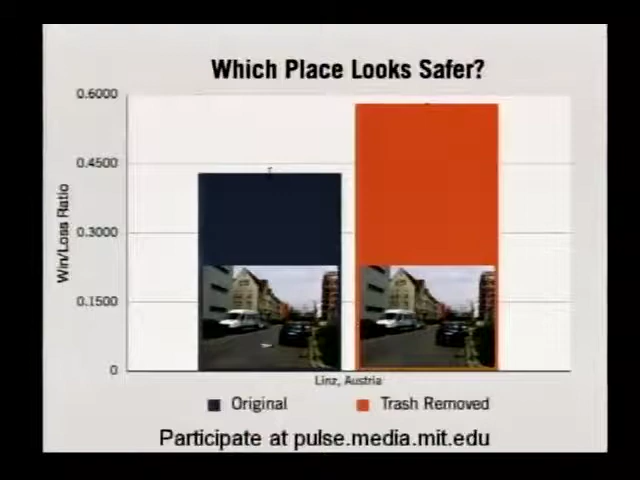 Which Place Looks Safer?
0.6000
0.4500
0.3000
0.1500
0
Win/Loss Ratio
Linz, Austria
Original
Trash Removed
Participate at pulse.media.mit.edu